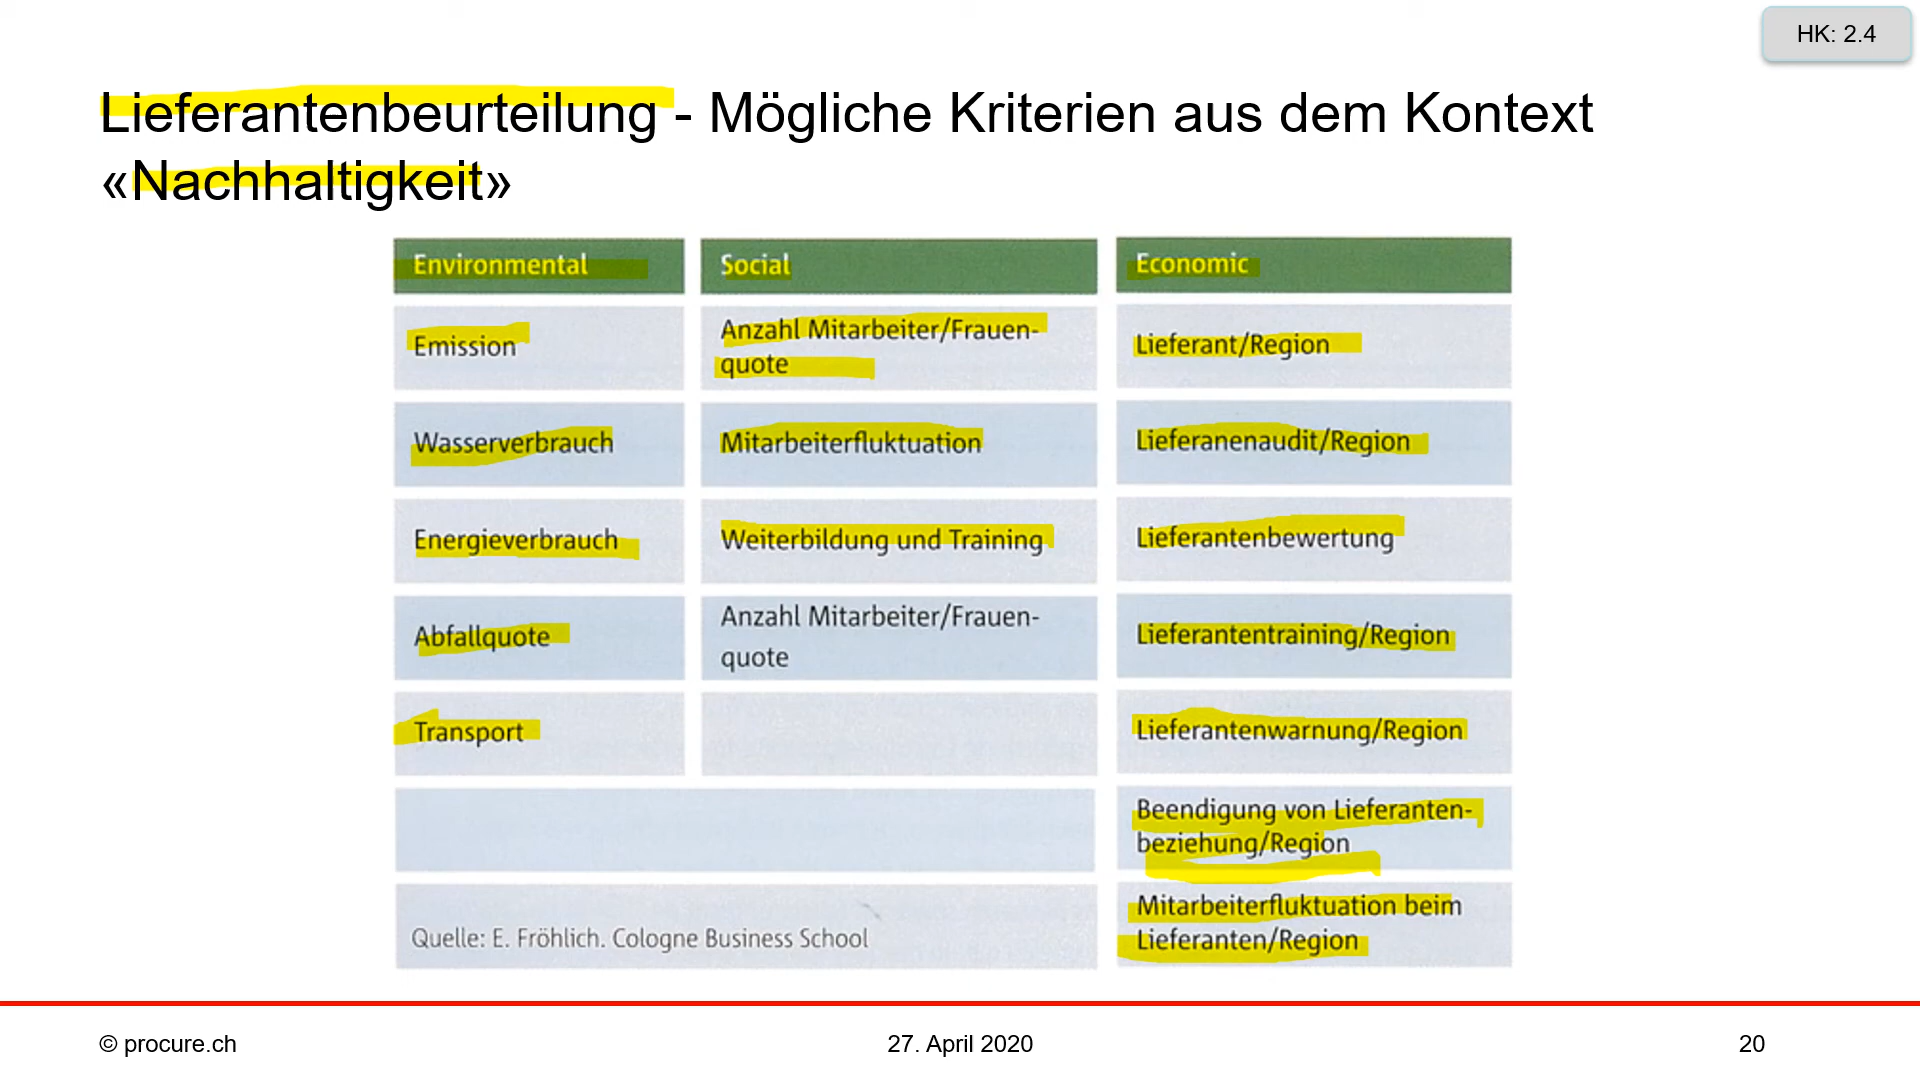 HK: 2.4
Lieferantenbeurteilung - Mögliche Kriterien aus dem Kontext
«Nachhaltigkeit»
Environmental
Social
Economic
Emission
Anzahl Mitarbeiter/Frauen-
quote
Lieferant/Region
Wasserverbrauch
Mitarbeiterfluktuation
Lieferanenaudit/Region
Energieverbrauch
Weiterbildung und Training
Lieferantenbewertung
Abfallquote
Anzahl Mitarbeiter/Frauen-
quote
Lieferantentraining/Region
Transport
Lieferantenwarnung/Region
Beendigung von Lieferanten-
beziehung/Region
Mitarbeiterfluktuation beim
Lieferanten/Region
Quelle: E. Fröhlich. Cologne Business School
© procure.ch
27. April 2020
20